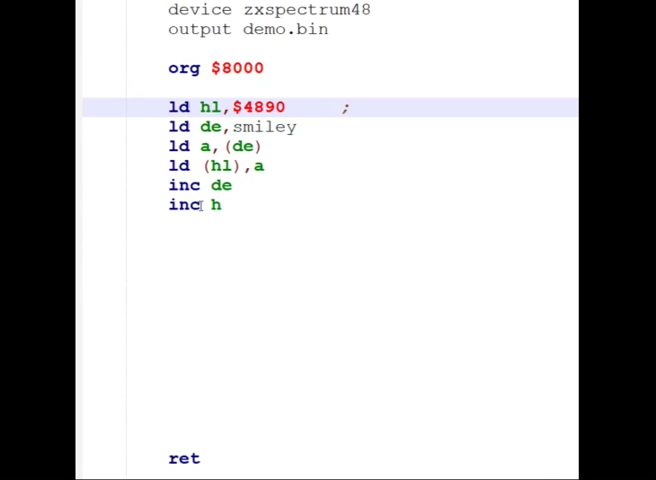 device zxspectrum48
output demo.bin
org $8000
ld hl,$4890 ;
ld de,smiley
ld a,(de)
ld (hl),a
inc de
inc h
ret